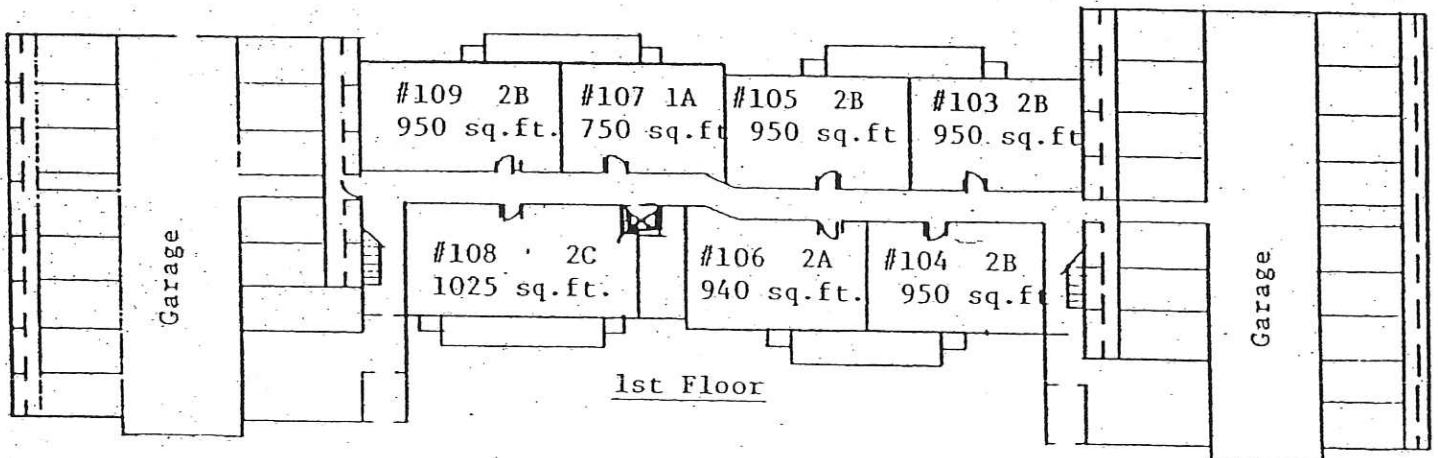 #109 2B
950 sq.ft.
#107 1A
750 sq.ft
#105 2B
950 sq.ft
#103 2B
950 sq.ft
Garage
#108 2C
1025 sq.ft.
#106 2A
940 sq.ft.
#104 2B
950 sq.ft
Garage
1st Floor